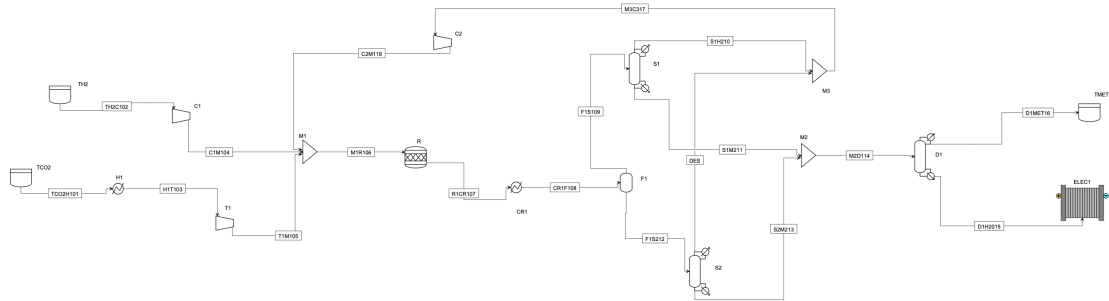 M3C317
C2
C2M118
S1H210
S1
M3
TH2
TH2C102
C1
F1S109
TMET
D1MET16
M1
R
S1M211
M2
C1M104
M1R106
DES
M2D114
D1
TCO2
H1
F1
ELEC1
TCO2H101
H1T103
R1CR107
CR1F108
CR1
T1
D1H2015
S2M213
T1M105
F1S212
S2